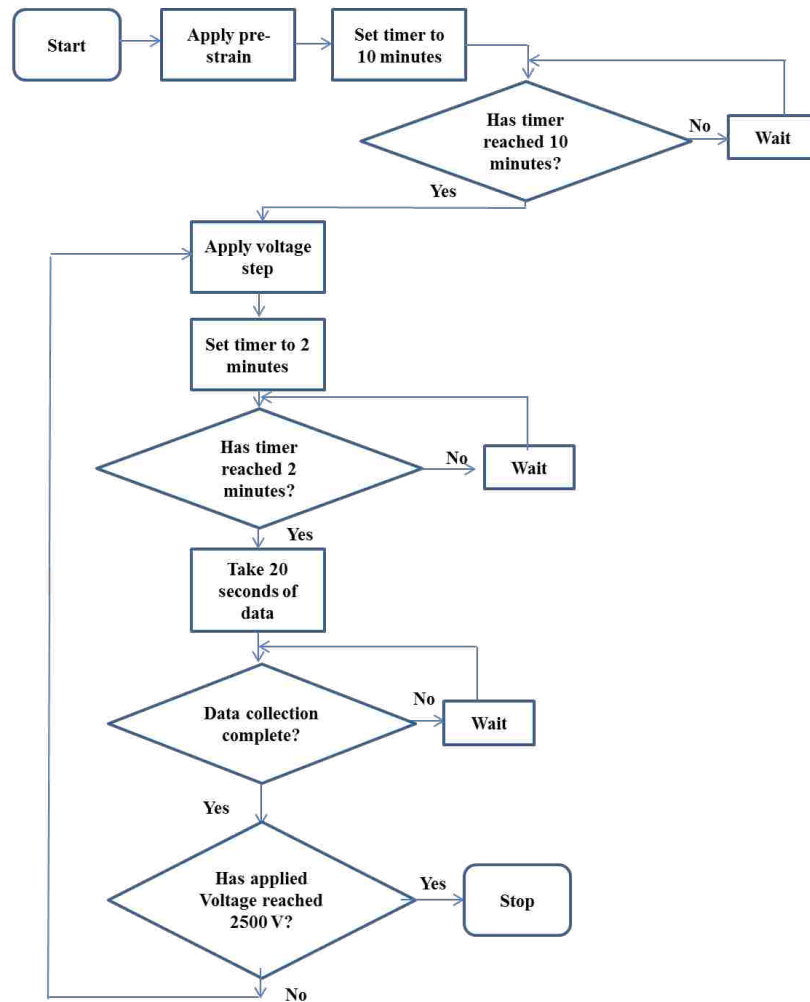 Start
Apply pre-
strain
Set timer to
10 minutes
Has timer
reached 10
minutes?
No
Wait
Yes
Apply voltage
step
Set timer to 2
minutes
Has timer
reached 2
minutes?
No
Wait
Yes
Take 20
seconds of
data
Data collection
complete?
No
Wait
Yes
Has applied
Voltage reached
2500 V?
Yes
Stop
No